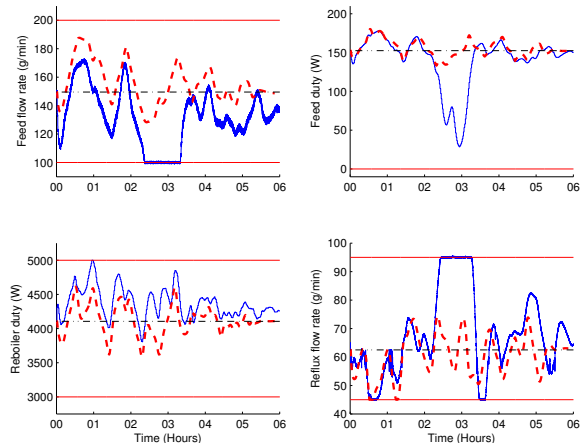 Feed flow rate (g/min)
200
180
160
140
120
100
00 01 02 03 04 05 06
Feed duty (W)
200
150
100
50
0
00 01 02 03 04 05 06
Reboiler duty (W)
5000
4500
4000
3500
3000
00 01 02 03 04 05 06
Time (Hours)
Reflux flow rate (g/min)
100
90
80
70
60
50
40
00 01 02 03 04 05 06
Time (Hours)